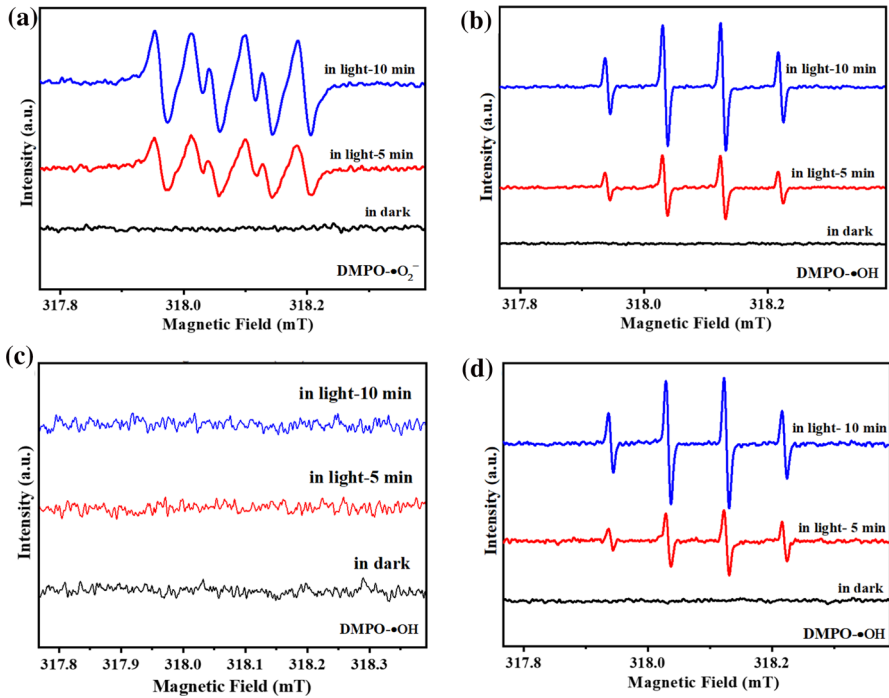 (a)
in light-10 min
in light-5 min
in dark
DMPO-●O₂⁻
Intensity (a.u.)
317.8 318.0 318.2
Magnetic Field (mT)
(b)
in light-10 min
in light-5 min
in dark
DMPO-●OH
Intensity (a.u.)
317.8 318.0 318.2
Magnetic Field (mT)
(c)
in light-10 min
in light-5 min
in dark
DMPO-●OH
Intensity (a.u.)
317.8 317.9 318.0 318.1 318.2 318.3
Magnetic Field (mT)
(d)
in light- 10 min
in light- 5 min
in dark
DMPO-●OH
Intensity (a.u.)
317.8 318.0 318.2
Magnetic Field (mT)